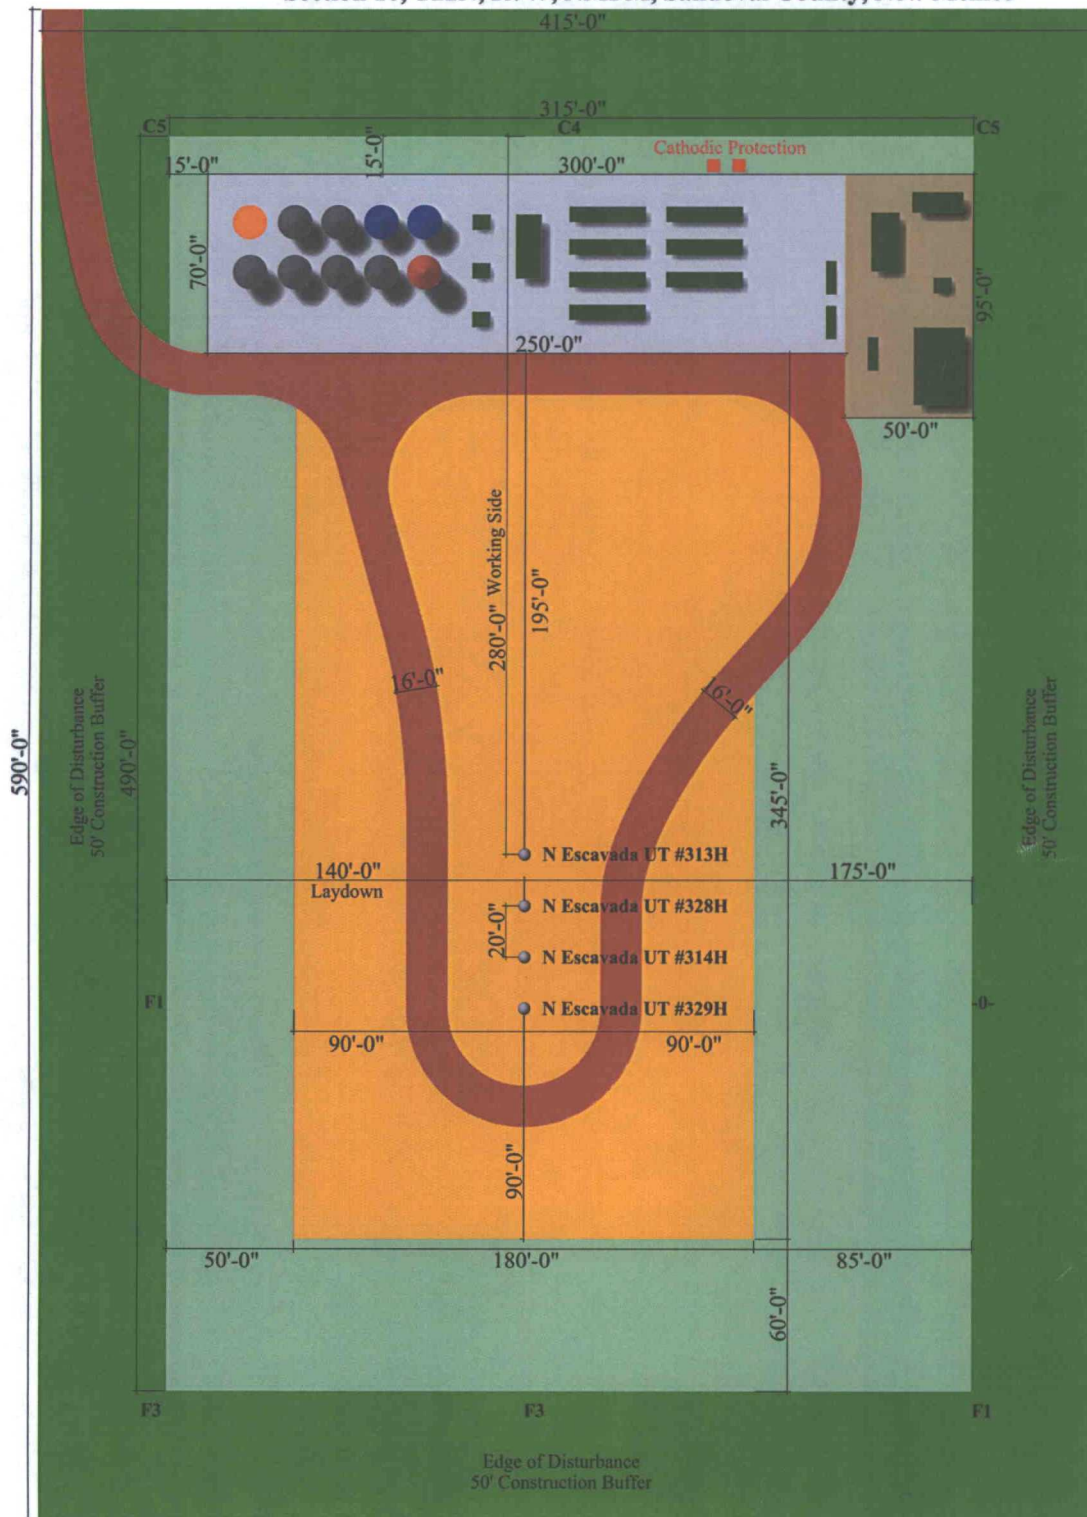 415'-0"
315'-0"
C5
C4
C5
Cathodic Protection
15'-0"
15'-0"
300'-0"
70'-0"
95'-0"
250'-0"
50'-0"
280'-0" Working Side
195'-0"
16'-0"
16'-0"
590'-0"
Edge of Disturbance
50' Construction Buffer
490'-0"
345'-0"
Edge of Disturbance
50' Construction Buffer
N Escavada UT #313H
140'-0"
Laydown
175'-0"
N Escavada UT #328H
20'-0"
N Escavada UT #314H
F1
N Escavada UT #329H
-0-
90'-0"
90'-0"
90'-0"
50'-0"
180'-0"
85'-0"
60'-0"
F3
F3
F1
Edge of Disturbance
50' Construction Buffer